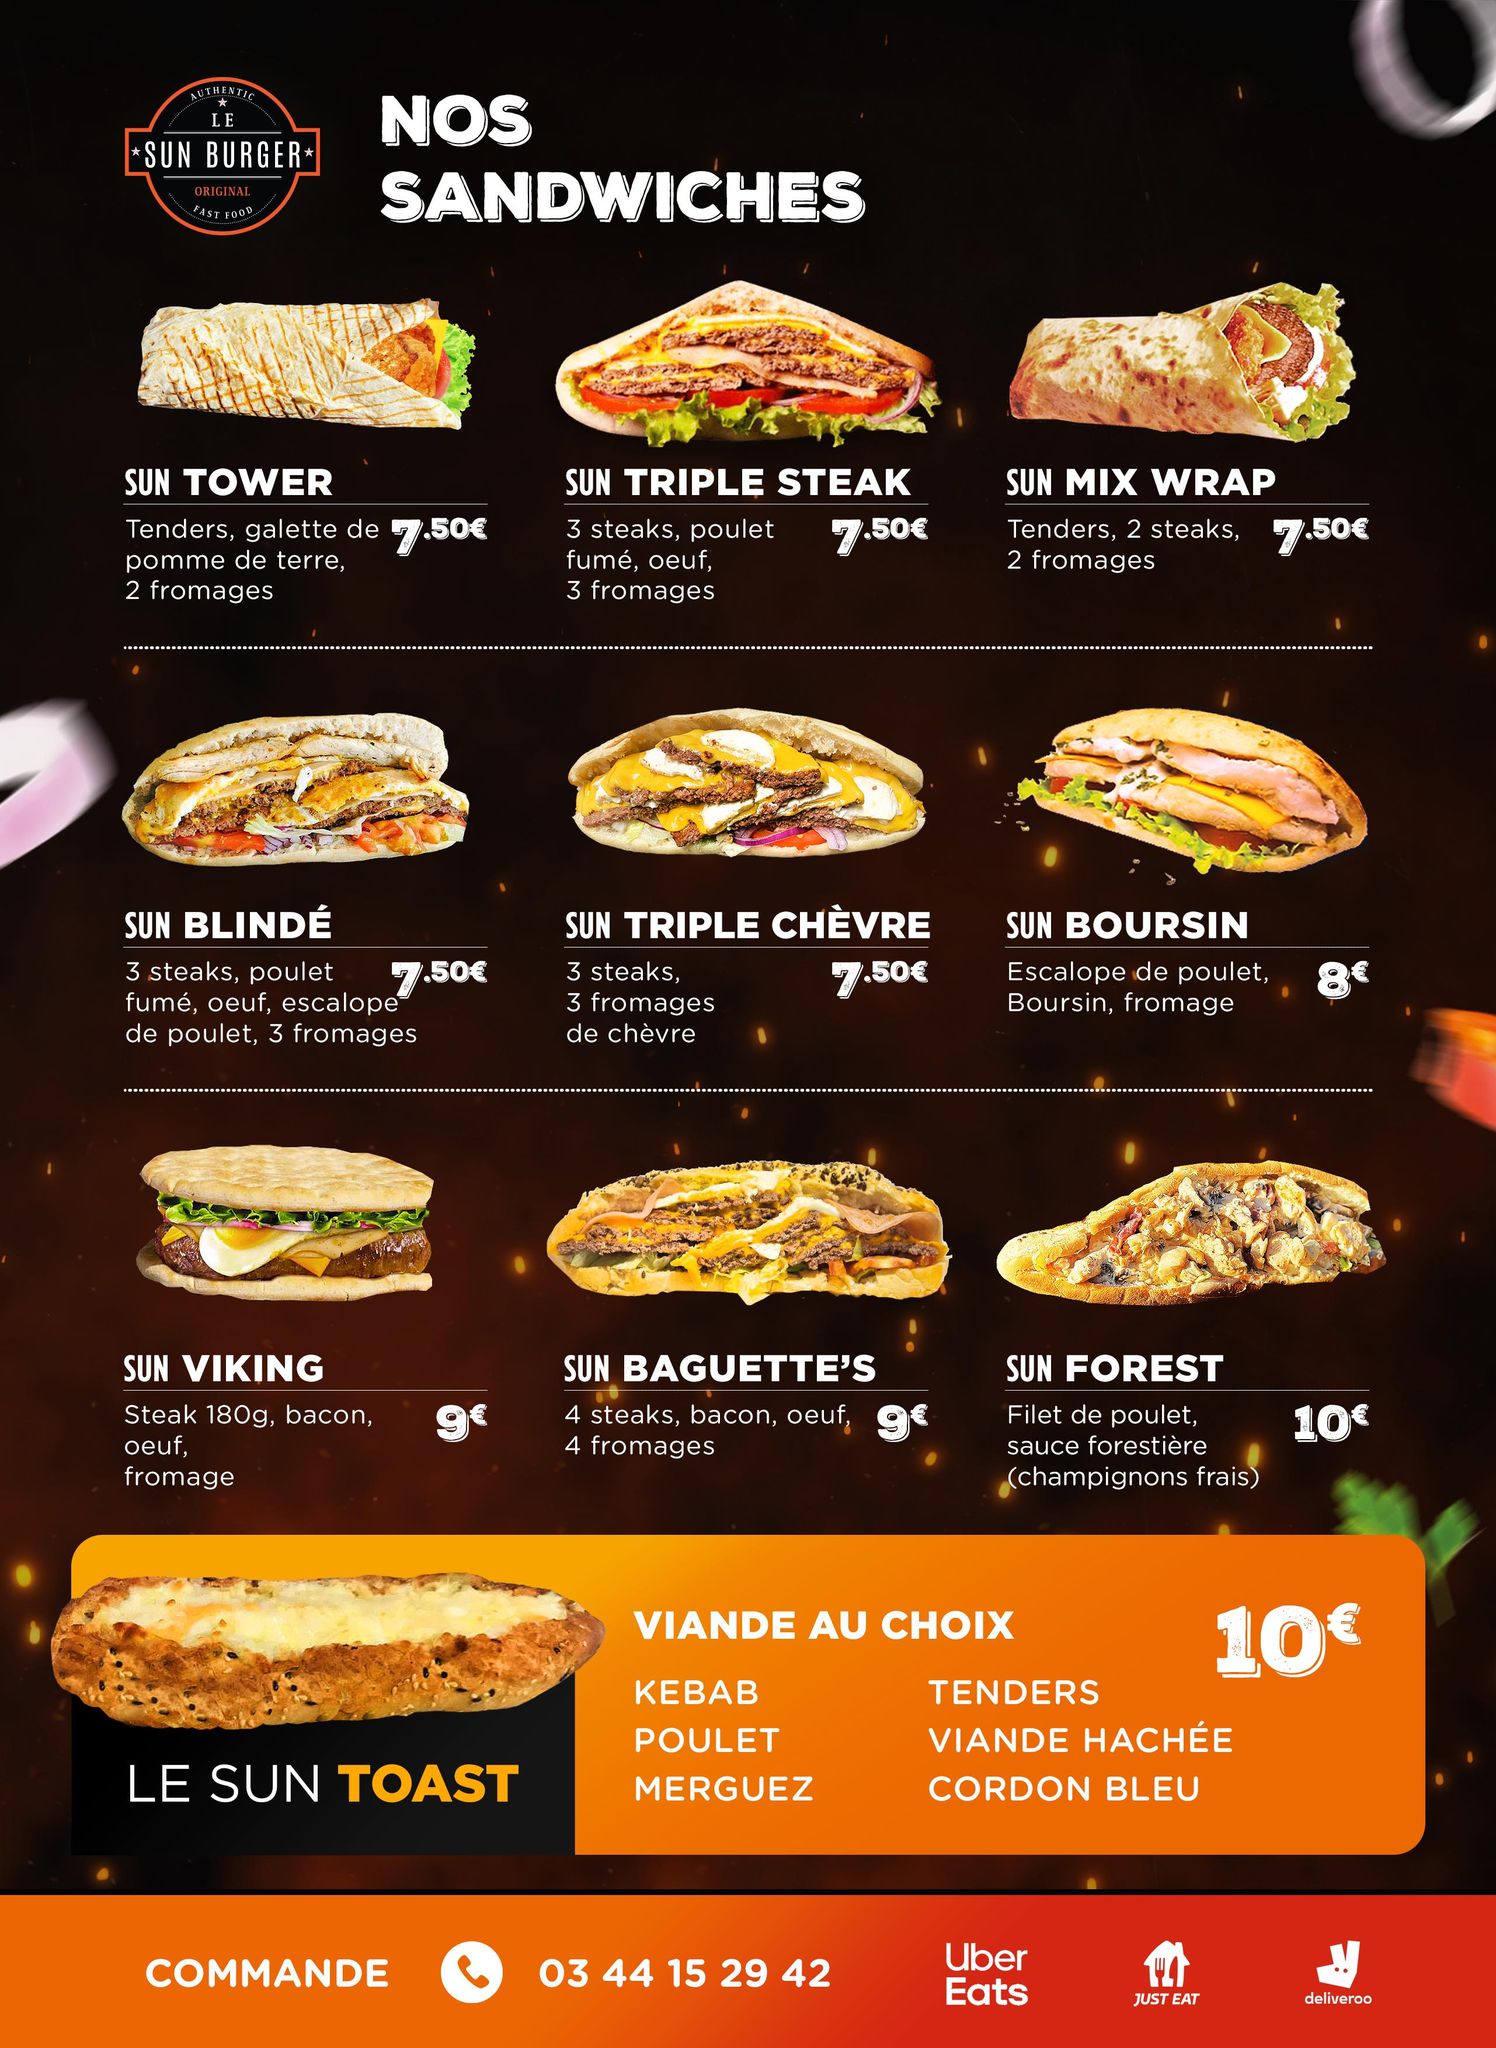 AUTHENTIC
LE
SUN BURGER
ORIGINAL
FAST FOOD
NOS
SANDWICHES
SUN TOWER
Tenders, galette de
pomme de terre,
2 fromages
7.50€
SUN TRIPLE STEAK
3 steaks, poulet
fumé, oeuf,
3 fromages
7.50€
SUN MIX WRAP
Tenders, 2 steaks,
2 fromages
7.50€
SUN BLINDÉ
3 steaks, poulet
fumé, oeuf, escalope
de poulet, 3 fromages
7.50€
SUN TRIPLE CHÈVRE
3 steaks,
3 fromages
de chèvre
7.50€
SUN BOURSIN
Escalope de poulet,
Boursin, fromage
8€
SUN VIKING
Steak 180g, bacon,
oeuf,
fromage
9€
SUN BAGUETTE'S
4 steaks, bacon, oeuf,
4 fromages
9€
SUN FOREST
Filet de poulet,
sauce forestière
(champignons frais)
10€
LE SUN TOAST
VIANDE AU CHOIX
10€
KEBAB
POULET
MERGUEZ
TENDERS
VIANDE HACHÉE
CORDON BLEU
COMMANDE 03 44 15 29 42
Uber
Eats
JUST EAT
deliveroo